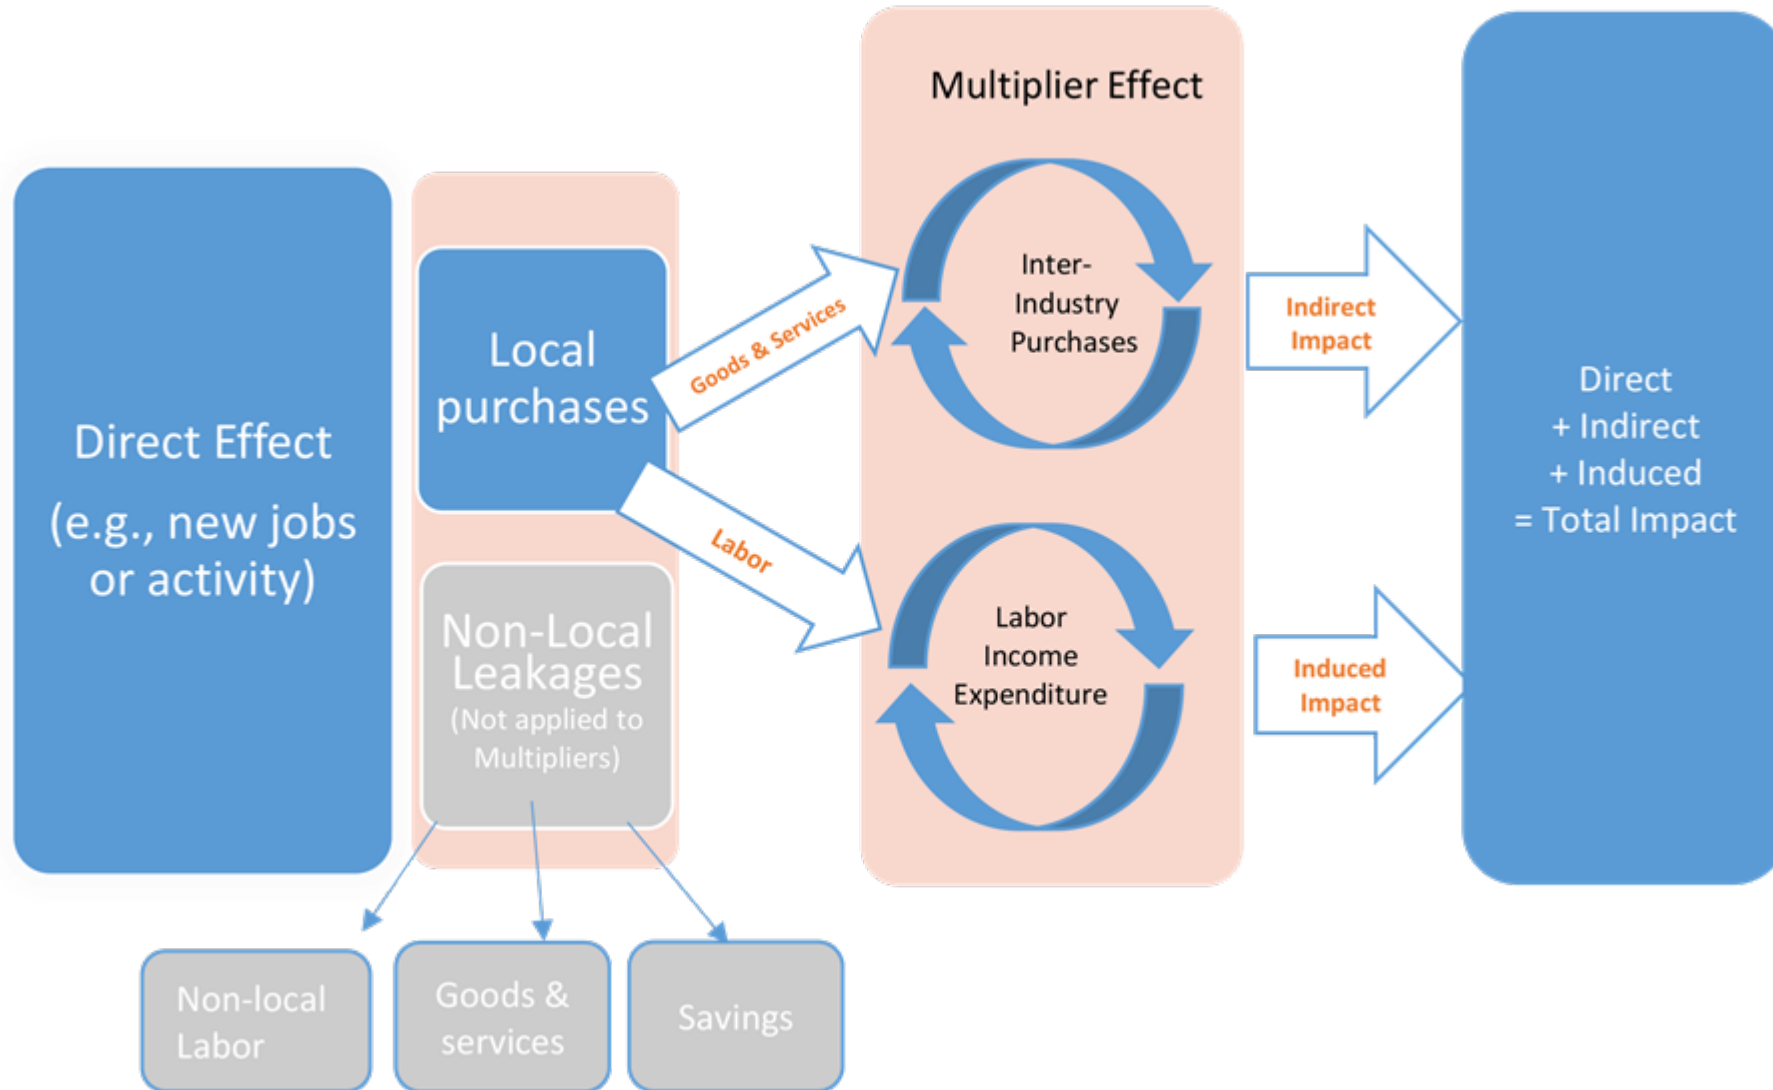 Direct Effect
(e.g., new jobs
or activity)
Local
purchases
Non-Local
Leakages
(Not applied to
Multipliers)
Non-local
Labor
Goods &
services
Savings
Goods & Services
Labor
Multiplier Effect
Inter-
Industry
Purchases
Labor
Income
Expenditure
Indirect
Impact
Induced
Impact
Direct
+ Indirect
+ Induced
= Total Impact